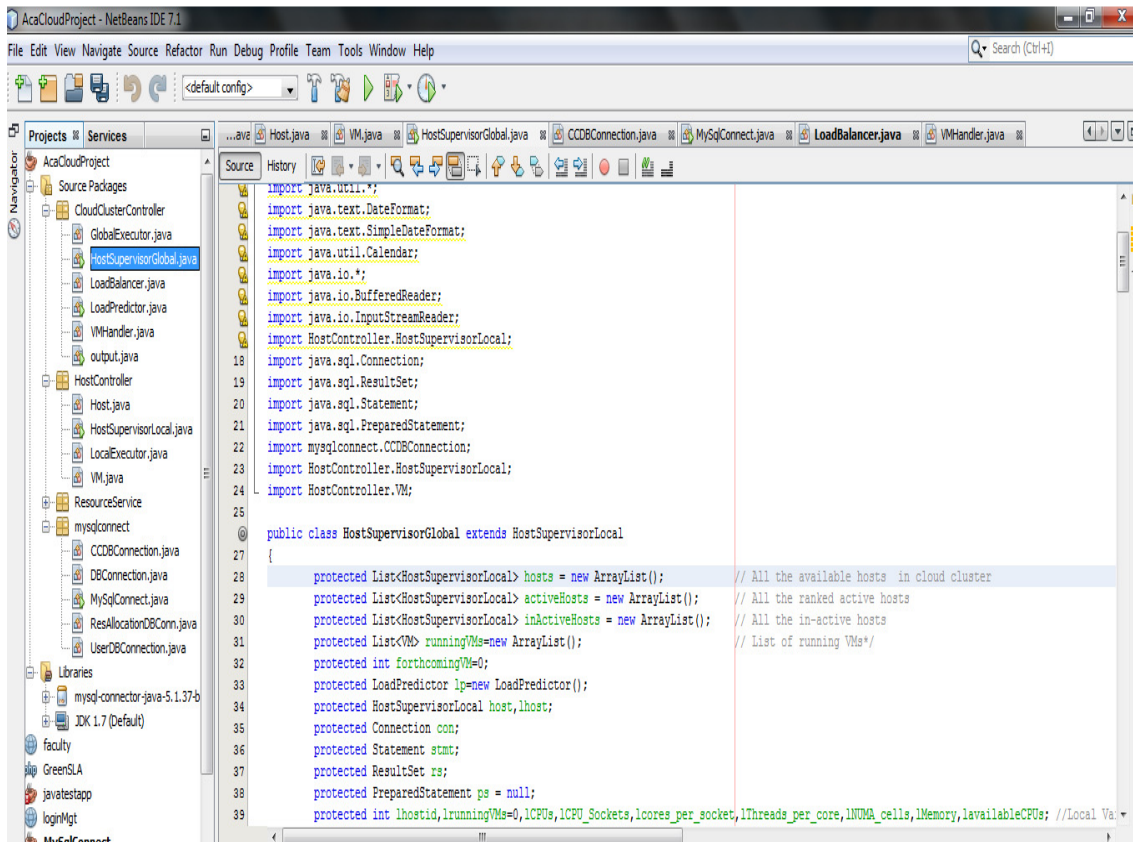 AcaCloudProject - NetBeans IDE 7.1
File Edit View Navigate Source Refactor Run Debug Profile Team Tools Window Help
Search (Ctrl+I)
<default config>
Projects Services
...ava Host.java VM.java HostSupervisorGlobal.java CCDBConnection.java MySqlConnect.java LoadBalancer.java VMHandler.java
Navigator
Source History
AcaCloudProject
Source Packages
CloudClusterController
GlobalExecutor.java
HostSupervisorGlobal.java
LoadBalancer.java
LoadPredictor.java
VMHandler.java
output.java
HostController
Host.java
HostSupervisorLocal.java
LocalExecutor.java
VM.java
ResourceService
mysqlconnect
CCDBConnection.java
DBConnection.java
MySqlConnect.java
ResAllocationDBConn.java
UserDBConnection.java
Libraries
mysql-connector-java-5.1.37-b
JDK 1.7 (Default)
faculty
GreenSLA
javatestapp
loginMgt
MySqlConnect
import java.util.*;
import java.text.DateFormat;
import java.text.SimpleDateFormat;
import java.util.Calendar;
import java.io.*;
import java.io.BufferedReader;
import java.io.InputStreamReader;
import HostController.HostSupervisorLocal;
18 import java.sql.Connection;
19 import java.sql.ResultSet;
20 import java.sql.Statement;
21 import java.sql.PreparedStatement;
22 import mysqlconnect.CCDBConnection;
23 import HostController.HostSupervisorLocal;
24 import HostController.VM;
25
public class HostSupervisorGlobal extends HostSupervisorLocal
27 {
28 protected List<HostSupervisorLocal> hosts = new ArrayList(); // All the available hosts in cloud cluster
29 protected List<HostSupervisorLocal> activeHosts = new ArrayList(); // All the ranked active hosts
30 protected List<HostSupervisorLocal> inActiveHosts = new ArrayList(); // All the in-active hosts
31 protected List<VM> runningVMs=new ArrayList(); // List of running VMs*/
32 protected int forthcomingVM=0;
33 protected LoadPredictor lp=new LoadPredictor();
34 protected HostSupervisorLocal host,lhost;
35 protected Connection con;
36 protected Statement stmt;
37 protected ResultSet rs;
38 protected PreparedStatement ps = null;
39 protected int lhostid,lrunningVMs=0,lCPUs,lCPU_Sockets,lcores_per_socket,lThreads_per_core,lNUMA_cells,lMemory,lavailableCPUs; //Local Va